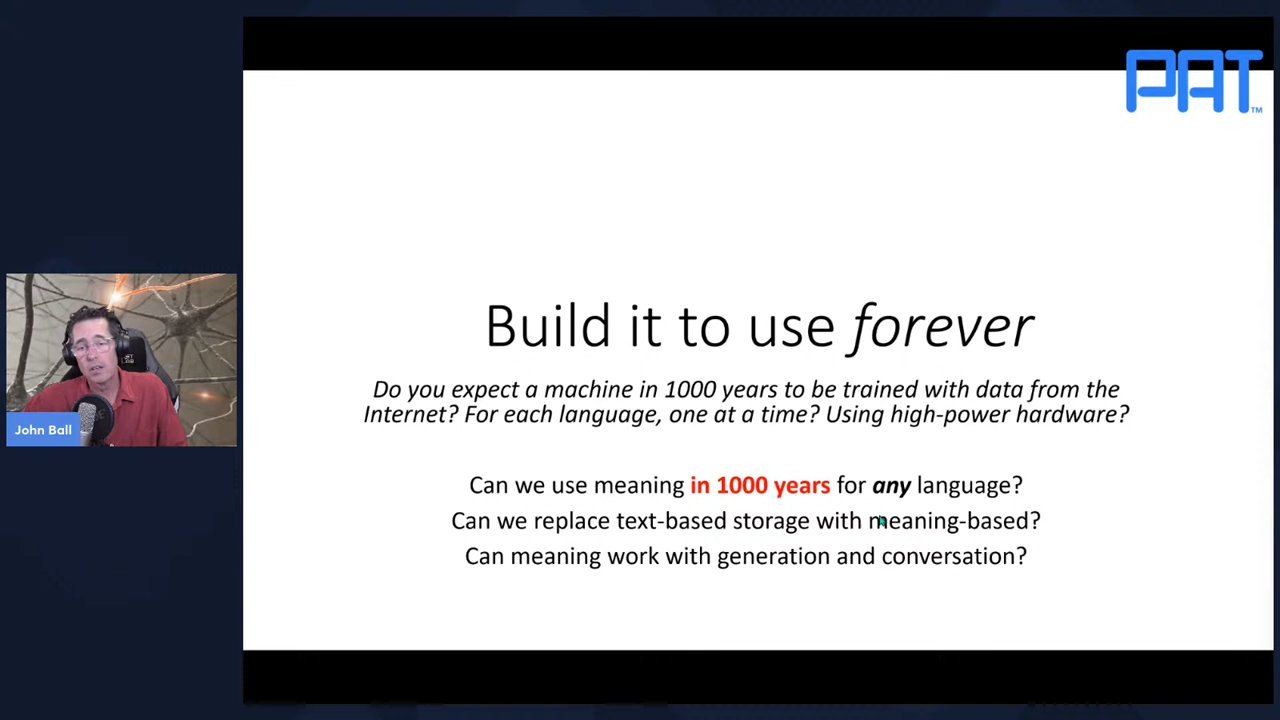 PAT™
Build it to use forever
Do you expect a machine in 1000 years to be trained with data from the
Internet? For each language, one at a time? Using high-power hardware?
Can we use meaning in 1000 years for any language?
Can we replace text-based storage with meaning-based?
Can meaning work with generation and conversation?
John Ball